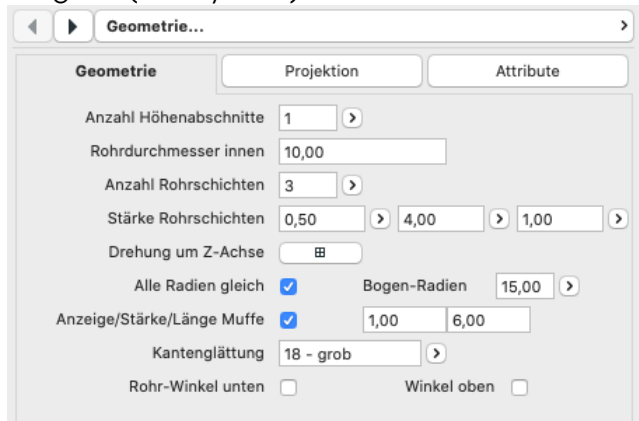 Geometrie...
Geometrie Projektion Attribute
Anzahl Höhenabschnitte 1
Rohrdurchmesser innen 10,00
Anzahl Rohrschichten 3
Stärke Rohrschichten 0,50 4,00 1,00
Drehung um Z-Achse
Alle Radien gleich Bogen-Radien 15,00
Anzeige/Stärke/Länge Muffe 1,00 6,00
Kantenglättung 18 - grob
Rohr-Winkel unten Winkel oben